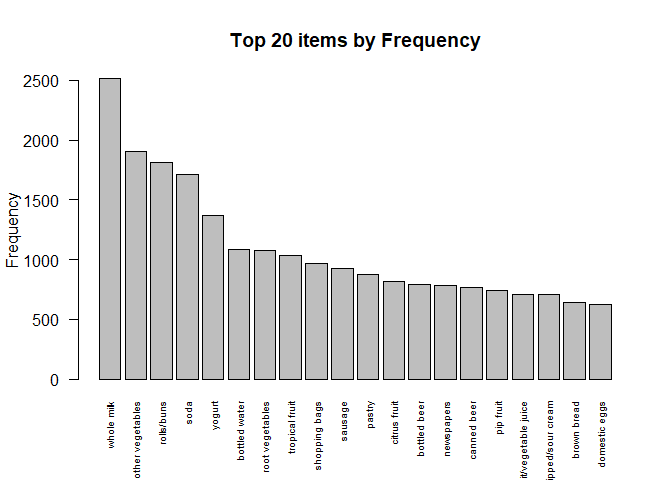 Top 20 items by Frequency
Frequency
2500
2000
1500
1000
500
0
whole milk
other vegetables
rolls/buns
soda
yogurt
bottled water
root vegetables
tropical fruit
shopping bags
sausage
pastry
citrus fruit
bottled beer
newspapers
canned beer
pip fruit
it/vegetable juice
ipped/sour cream
brown bread
domestic eggs